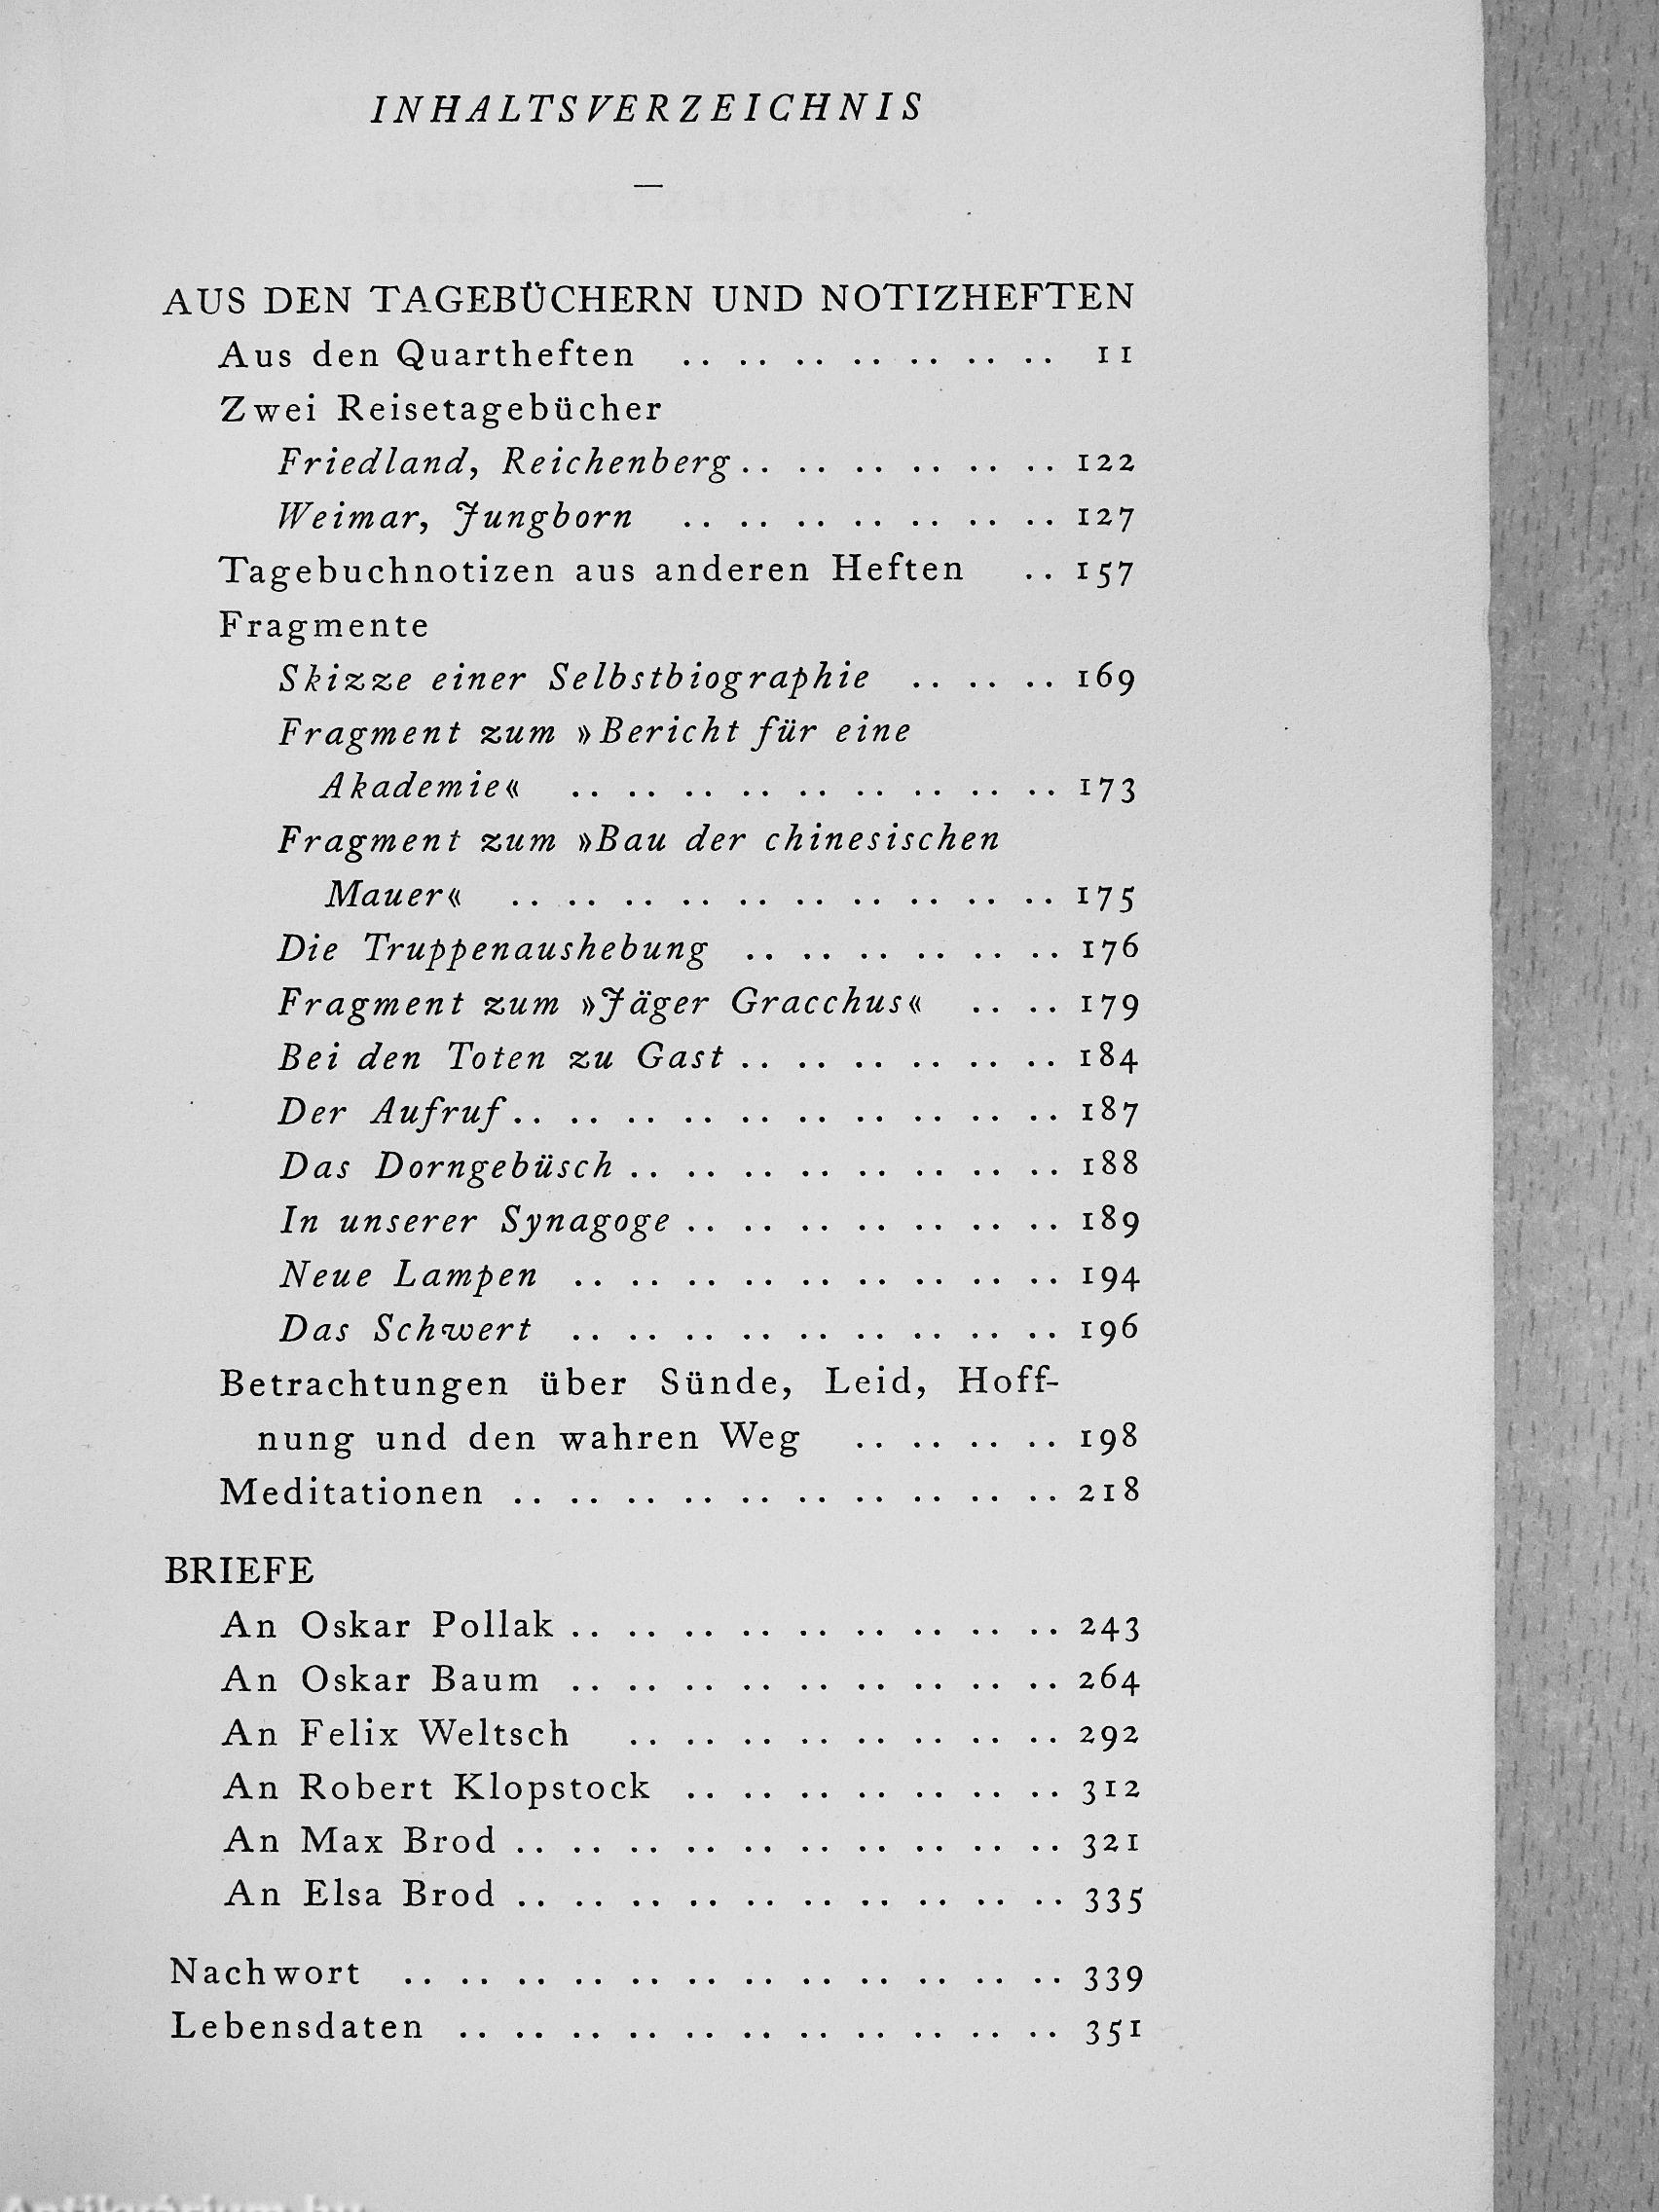 INHALTSVERZEICHNIS
—
AUS DEN TAGEBÜCHERN UND NOTIZHEFTEN
Aus den Quartheften .. .. .. .. .. .. .. 11
Zwei Reisetagebücher
Friedland, Reichenberg .. .. .. .. .. .. 122
Weimar, Jungborn .. .. .. .. .. .. .. 127
Tagebuchnotizen aus anderen Heften .. 157
Fragmente
Skizze einer Selbstbiographie .. .. .. 169
Fragment zum »Bericht für eine
Akademie« .. .. .. .. .. .. .. .. .. 173
Fragment zum »Bau der chinesischen
Mauer« .. .. .. .. .. .. .. .. .. .. 175
Die Truppenaushebung .. .. .. .. .. .. 176
Fragment zum »Jäger Gracchus« .. .. 179
Bei den Toten zu Gast .. .. .. .. .. .. 184
Der Aufruf .. .. .. .. .. .. .. .. .. .. 187
Das Dorngebüsch .. .. .. .. .. .. .. .. 188
In unserer Synagoge .. .. .. .. .. .. .. 189
Neue Lampen .. .. .. .. .. .. .. .. .. 194
Das Schwert .. .. .. .. .. .. .. .. .. 196
Betrachtungen über Sünde, Leid, Hoff-
nung und den wahren Weg .. .. .. .. 198
Meditationen .. .. .. .. .. .. .. .. .. .. 218
BRIEFE
An Oskar Pollak .. .. .. .. .. .. .. .. .. 243
An Oskar Baum .. .. .. .. .. .. .. .. .. 264
An Felix Weltsch .. .. .. .. .. .. .. .. 292
An Robert Klopstock .. .. .. .. .. .. .. 312
An Max Brod .. .. .. .. .. .. .. .. .. .. 321
An Elsa Brod .. .. .. .. .. .. .. .. .. .. 335
Nachwort .. .. .. .. .. .. .. .. .. .. .. .. 339
Lebensdaten .. .. .. .. .. .. .. .. .. .. .. 351